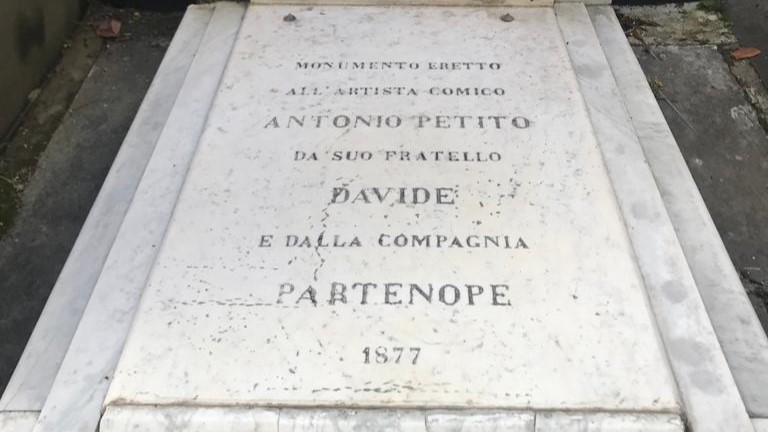 MONUMENTO ERETTO
ALL'ARTISTA COMICO
ANTONIO PETITO
DA SUO FRATELLO
DAVIDE
E DALLA COMPAGNIA
PARTENOPE
1877